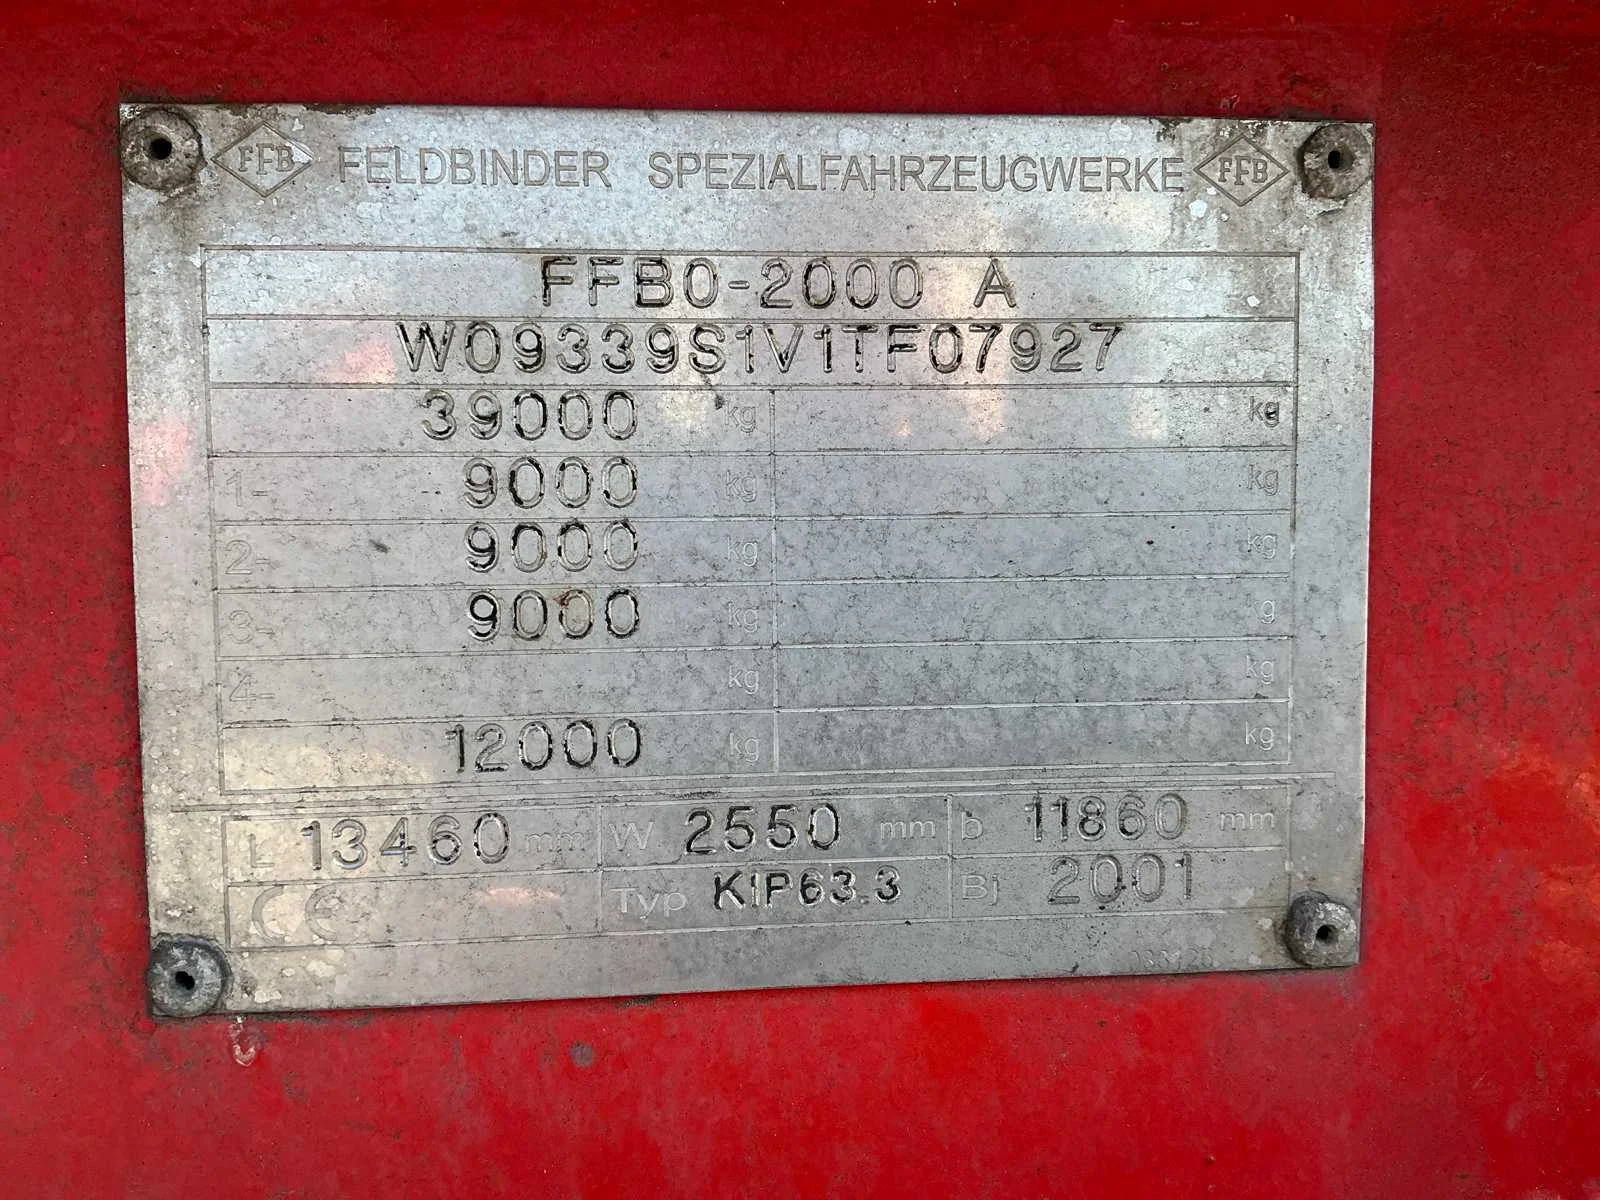 FFB FELDBINDER SPEZIALFAHRZEUGWERKE FFB
FFB0-2000 A
W09339S1V1TF07927
39000 kg kg
1- 9000 kg kg
2- 9000 kg kg
3- 9000 kg kg
4- kg kg
12000 kg kg
L 13460 mm W 2550 mm b 11860 mm
CE Typ KIP63.3 Bj 2001